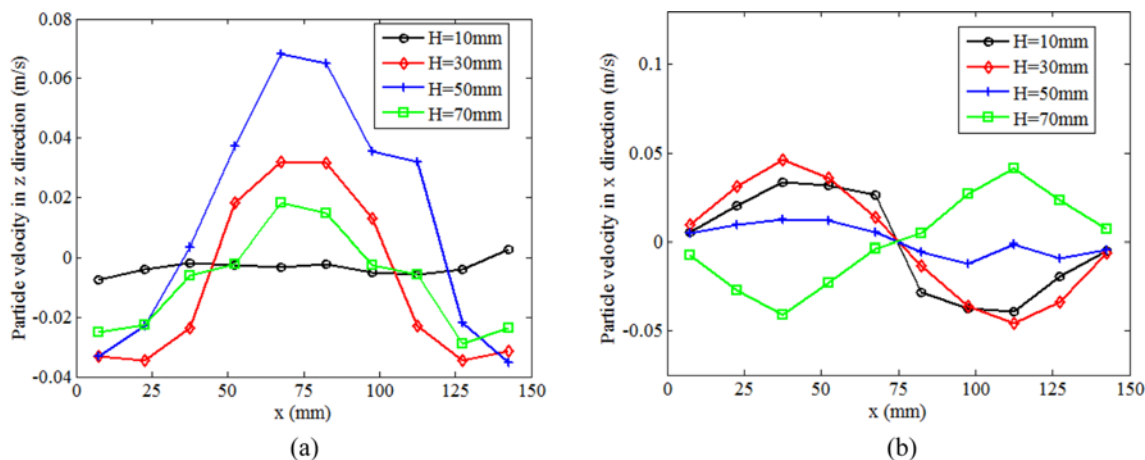 0.08
0.06
0.04
0.02
0
-0.02
-0.04
Particle velocity in z direction (m/s)
H=10mm
H=30mm
H=50mm
H=70mm
0
25
50
75
100
125
150
x (mm)
(a)
0.1
0.05
0
-0.05
Particle velocity in x direction (m/s)
H=10mm
H=30mm
H=50mm
H=70mm
0
25
50
75
100
125
150
x (mm)
(b)